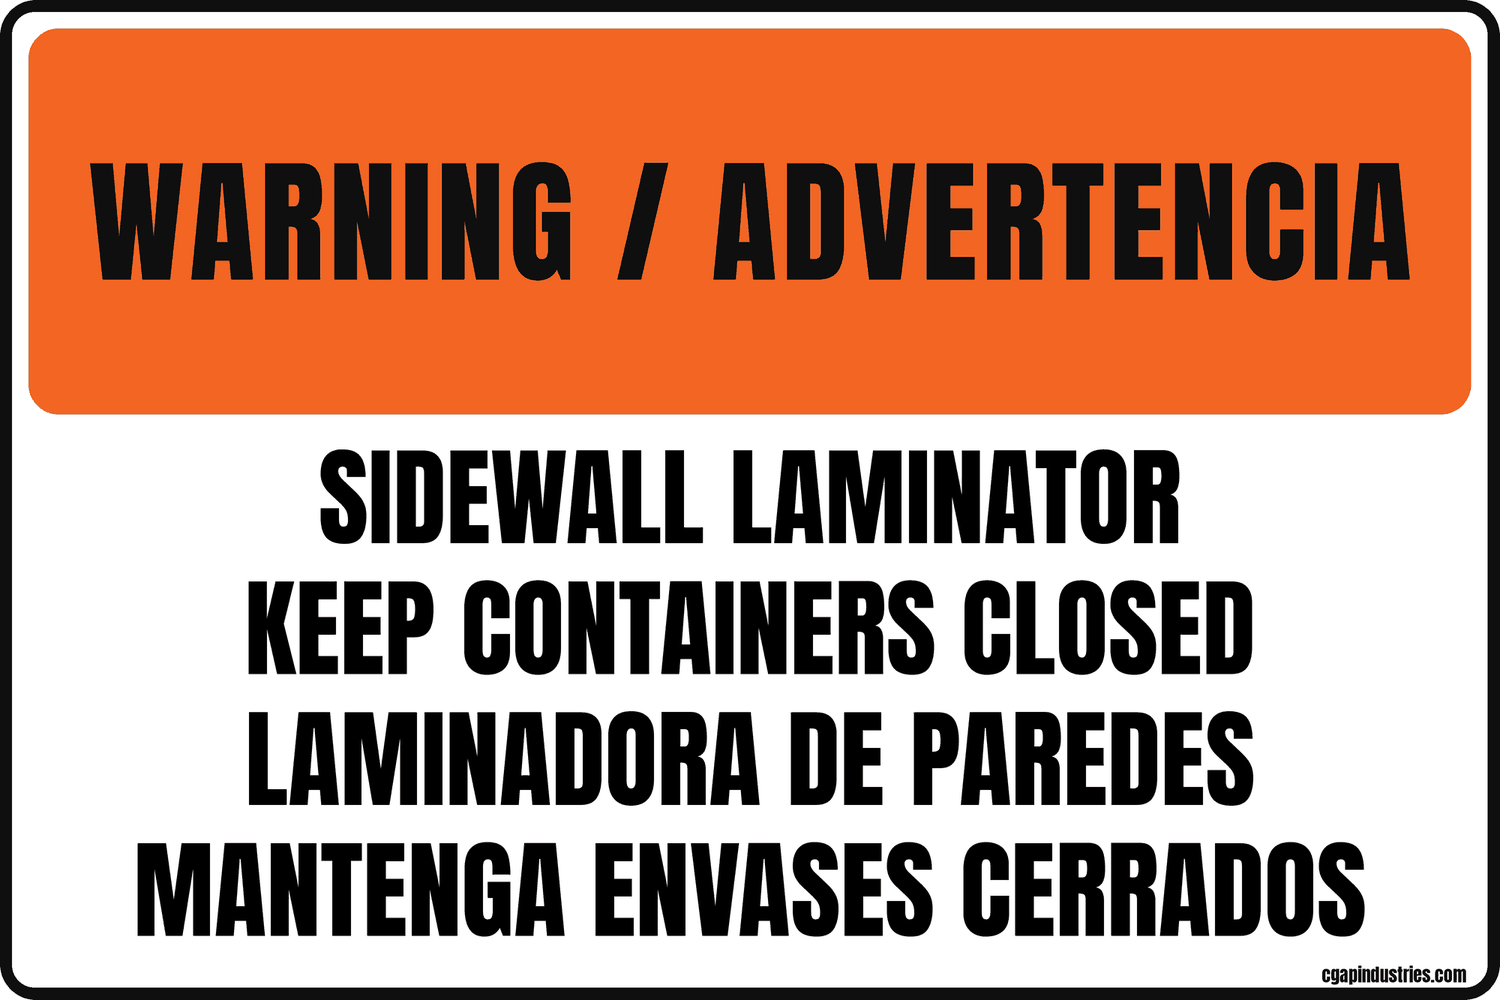 WARNING / ADVERTENCIA
SIDEWALL LAMINATOR
KEEP CONTAINERS CLOSED
LAMINADORA DE PAREDES
MANTENGA ENVASES CERRADOS
cgapindustries.com